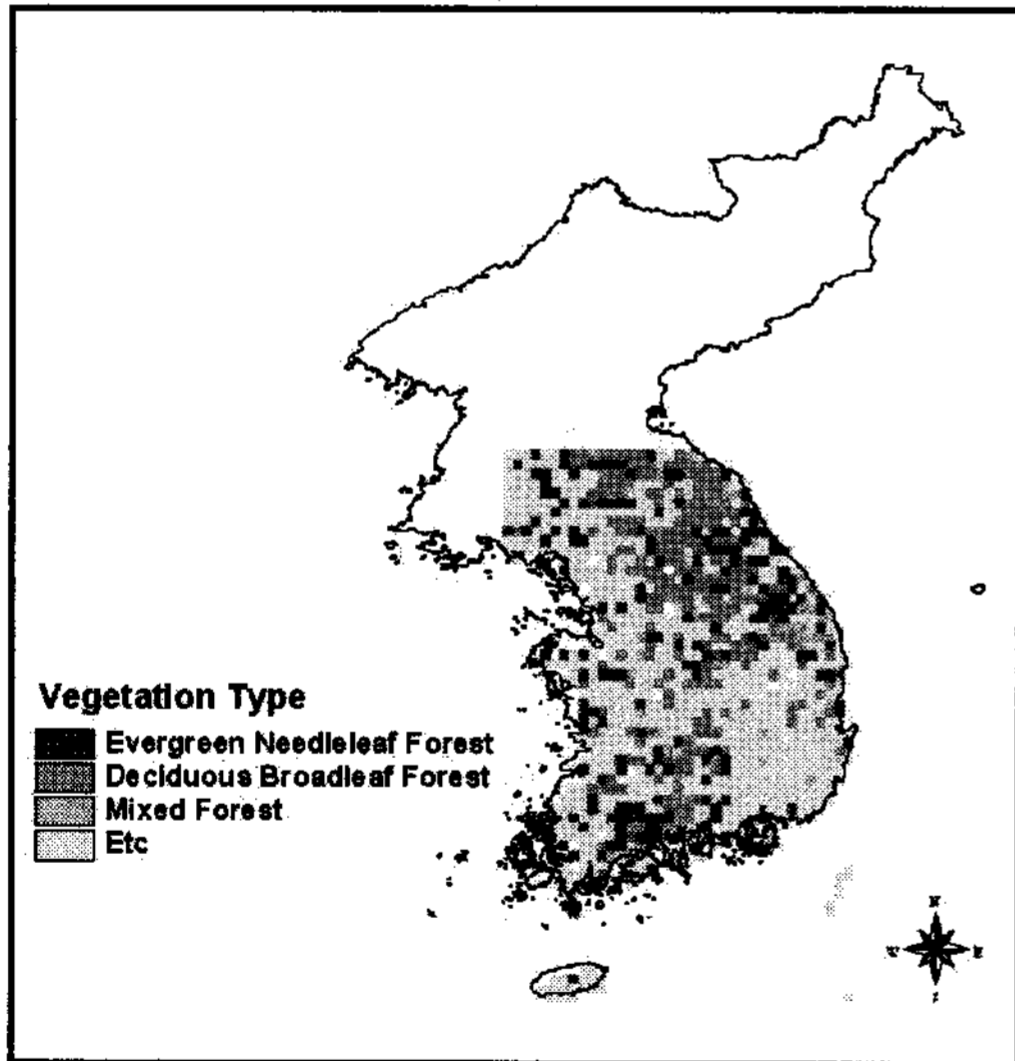 Vegetation Type
Evergreen Needleleaf Forest
Deciduous Broadleaf Forest
Mixed Forest
Etc
N
W
E